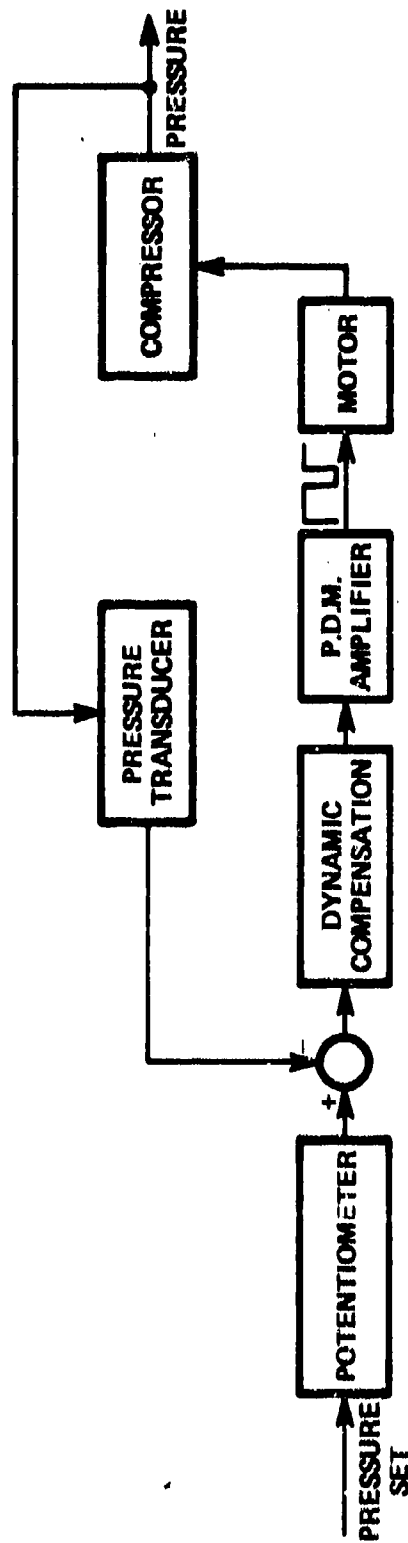 PRESSURE
SET
POTENTIOMETER
+
-
DYNAMIC
COMPENSATION
P.D.M.
AMPLIFIER
MOTOR
COMPRESSOR
PRESSURE
PRESSURE
TRANSDUCER